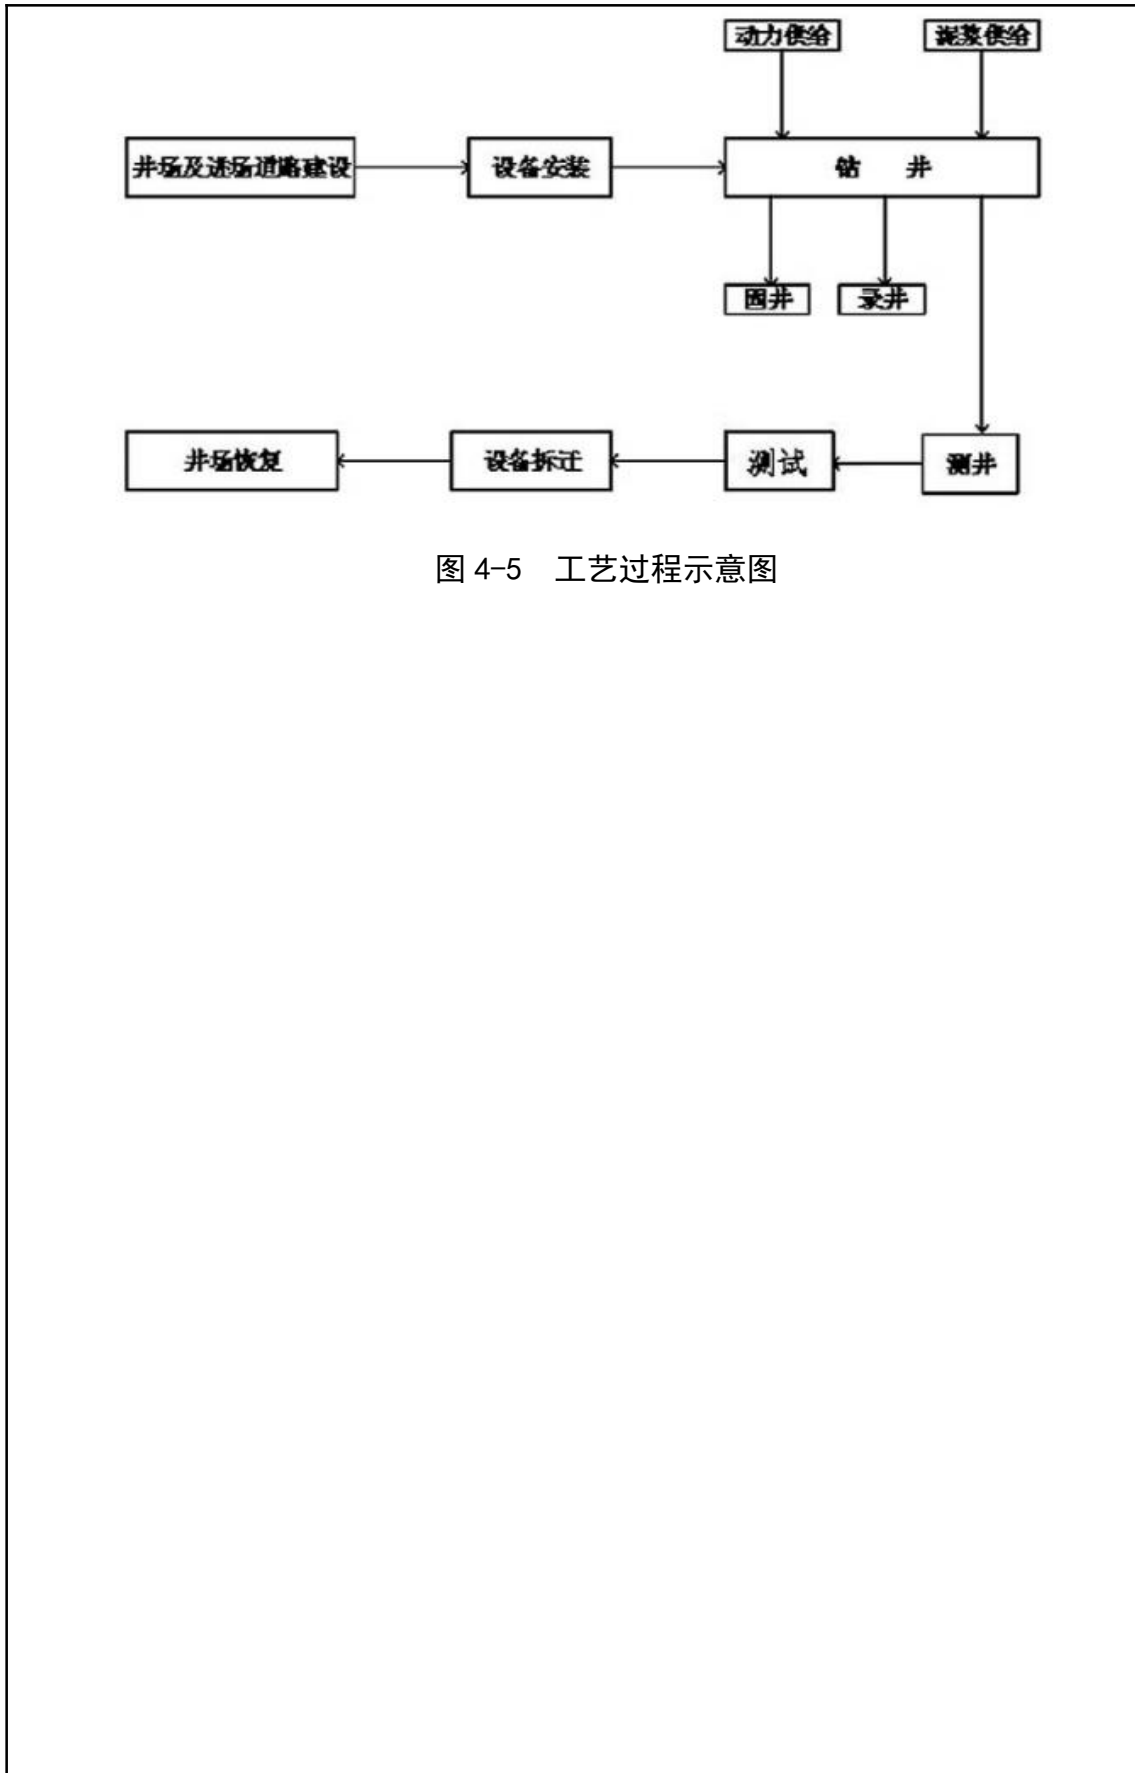 动力供给 泥浆供给
井场及进场道路建设 设备安装 钻 井
固井 录井
井场恢复 设备拆迁 测试 测井
图 4-5 工艺过程示意图